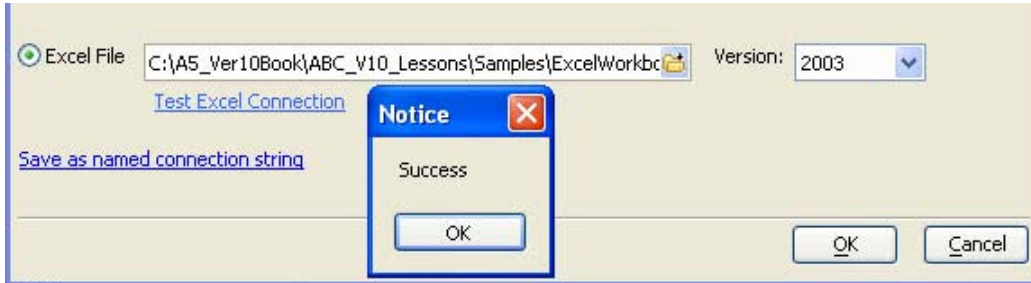 Excel File
C:\A5_Ver10Book\ABC_V10_Lessons\Samples\ExcelWorkbo
Version:
2003
Test Excel Connection
Notice
Save as named connection string
Success
OK
OK
Cancel